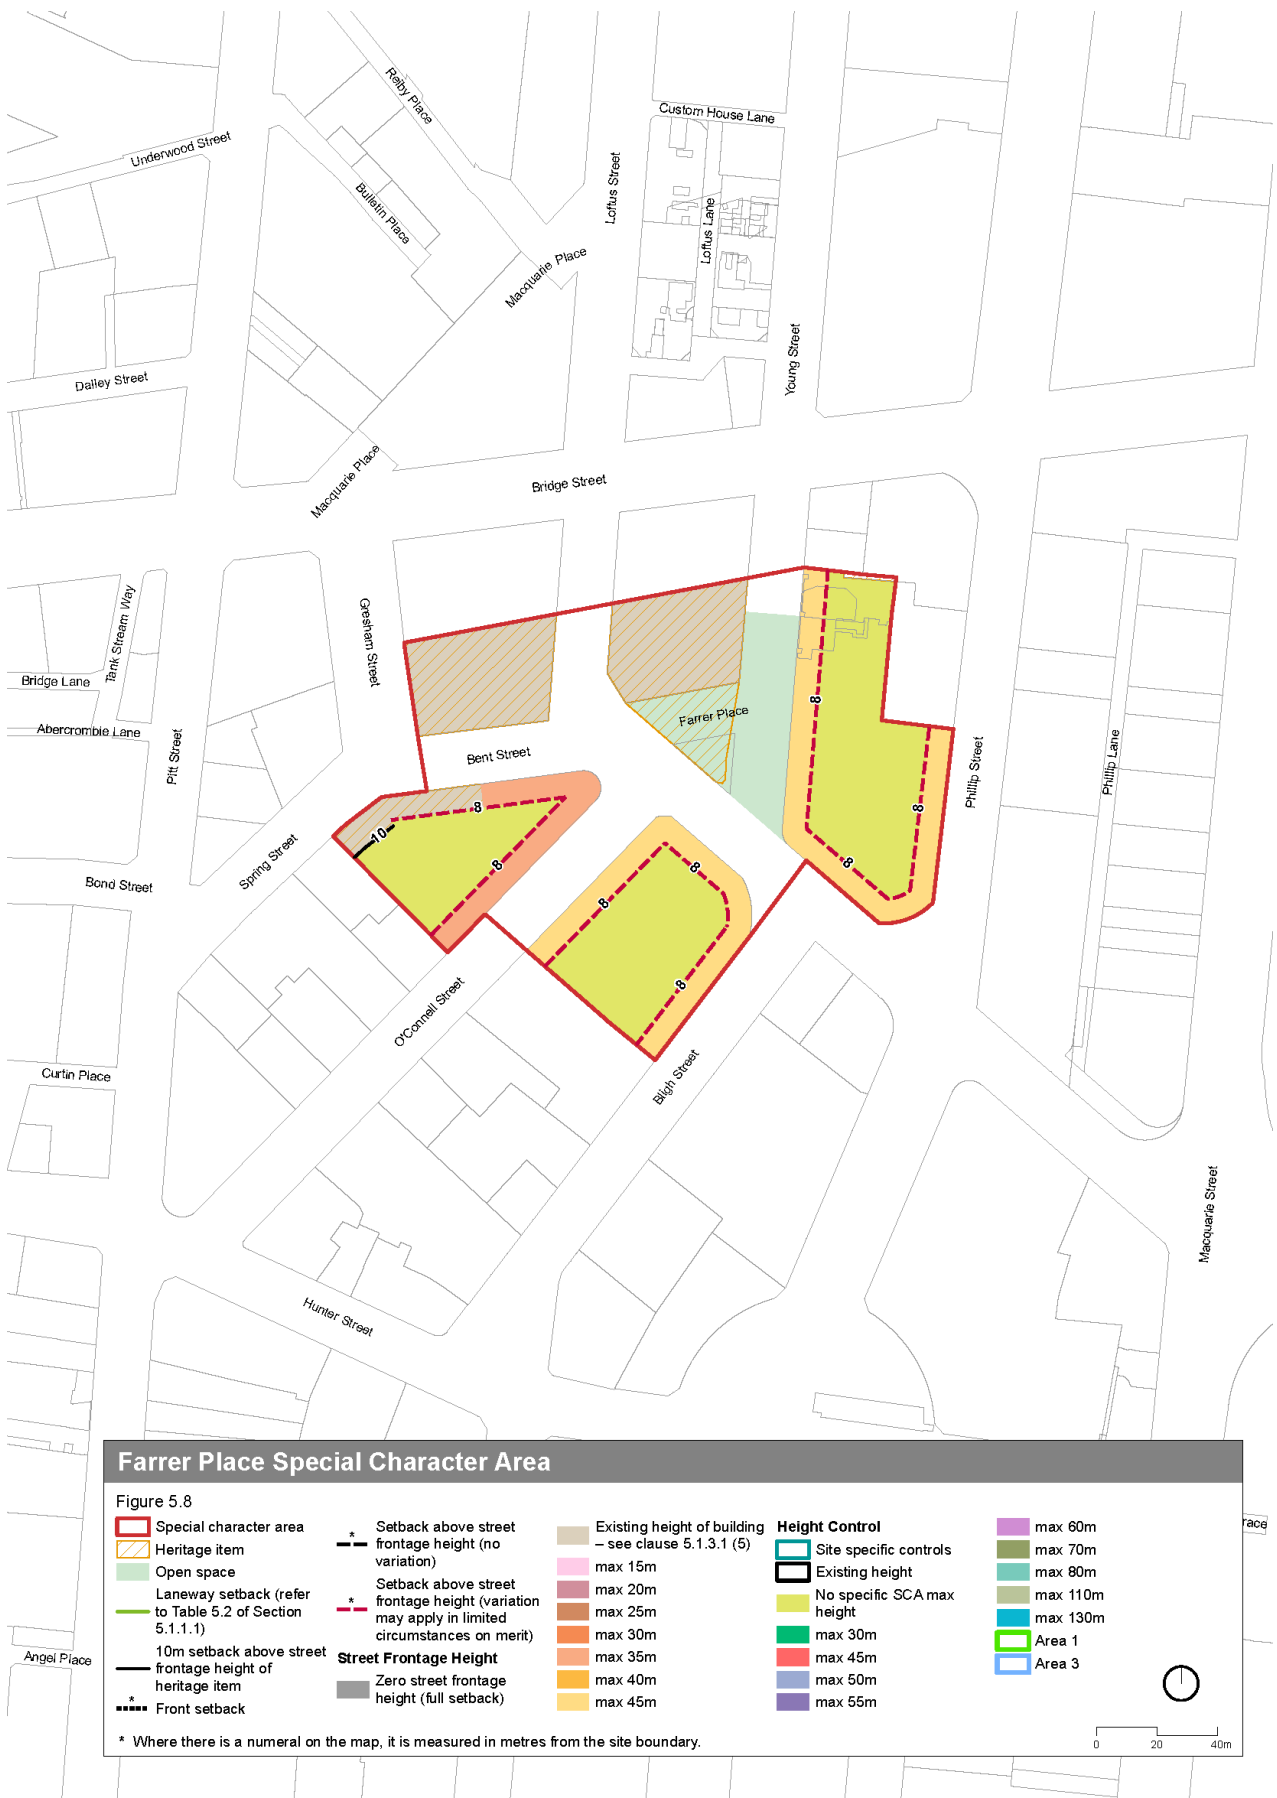 Reiby Place
Custom House Lane
Underwood Street
Loftus Street
Bulletin Place
Loftus Lane
Macquarie Place
Young Street
Dalley Street
Macquarie Place
Bridge Street
Tank Stream Way
Gresham Street
Bridge Lane
8
Farrer Place
Abercrombie Lane
Pitt Street
Bent Street
Phillip Street
Phillip Lane
8
8
10
Spring Street
8
8
8
8
Bond Street
8
O'Connell Street
Curtin Place
Bligh Street
Macquarie Street
Hunter Street
Angel Place
race
Farrer Place Special Character Area
Figure 5.8
Special character area
Heritage item
Open space
Laneway setback (refer
to Table 5.2 of Section
5.1.1.1)
10m setback above street
frontage height of
heritage item
*
Front setback
*
Setback above street
frontage height (no
variation)
*
Setback above street
frontage height (variation
may apply in limited
circumstances on merit)
Street Frontage Height
Zero street frontage
height (full setback)
Existing height of building
– see clause 5.1.3.1 (5)
max 15m
max 20m
max 25m
max 30m
max 35m
max 40m
max 45m
Height Control
Site specific controls
Existing height
No specific SCA max
height
max 30m
max 45m
max 50m
max 55m
max 60m
max 70m
max 80m
max 110m
max 130m
Area 1
Area 3
* Where there is a numeral on the map, it is measured in metres from the site boundary.
0 20 40m